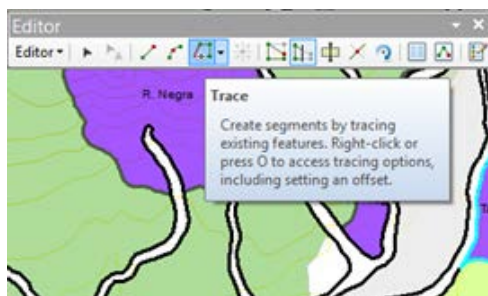 Editor
Editor
R. Negra
Trace
Create segments by tracing
existing features. Right-click or
press O to access tracing options,
including setting an offset.